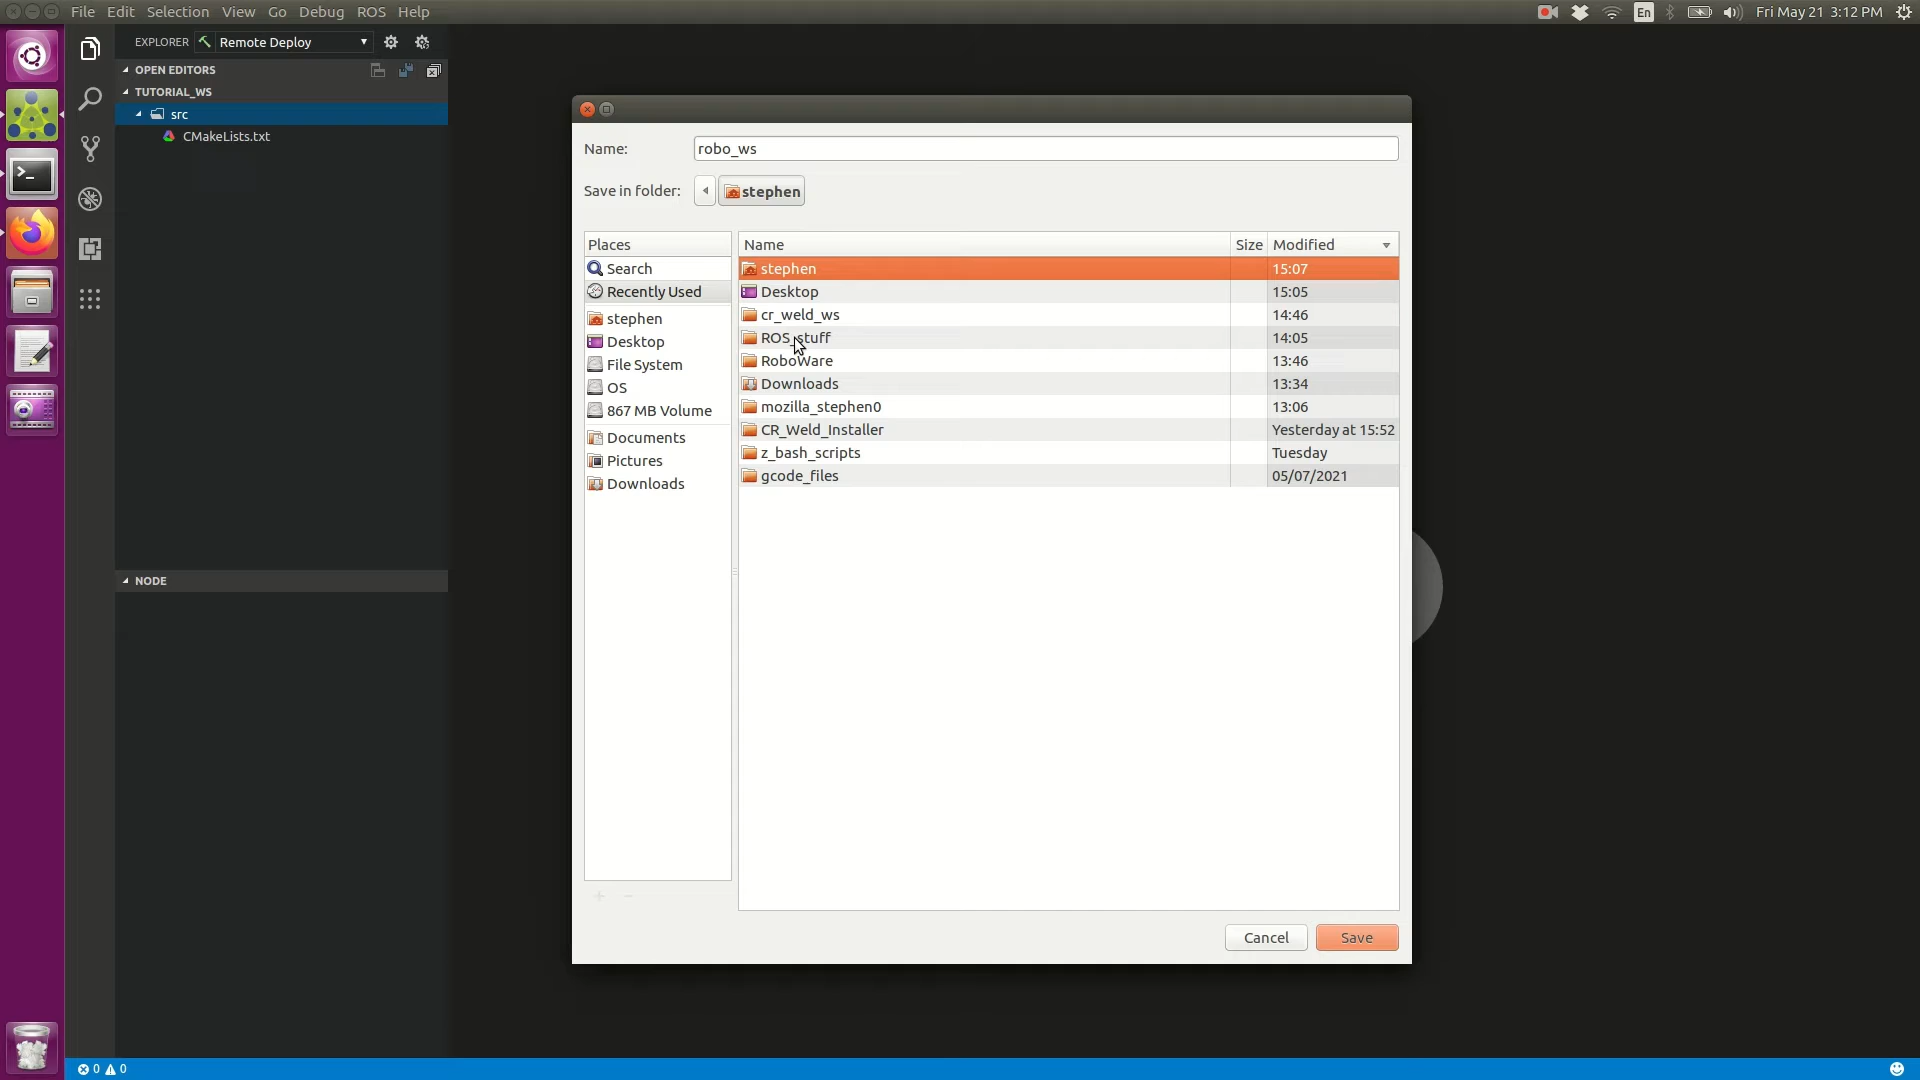 File Edit Selection View Go Debug ROS Help
En
Fri May 21 3:12 PM
EXPLORER
Remote Deploy
OPEN EDITORS
TUTORIAL_WS
src
CMakeLists.txt
NODE
Name: robo_ws
Save in folder: stephen
Places
Search
Recently Used
stephen
Desktop
File System
OS
867 MB Volume
Documents
Pictures
Downloads
Name Size Modified
stephen 15:07
Desktop 15:05
cr_weld_ws 14:46
ROS_stuff 14:05
RoboWare 13:46
Downloads 13:34
mozilla_stephen0 13:06
CR_Weld_Installer Yesterday at 15:52
z_bash_scripts Tuesday
gcode_files 05/07/2021
Cancel Save
0 0